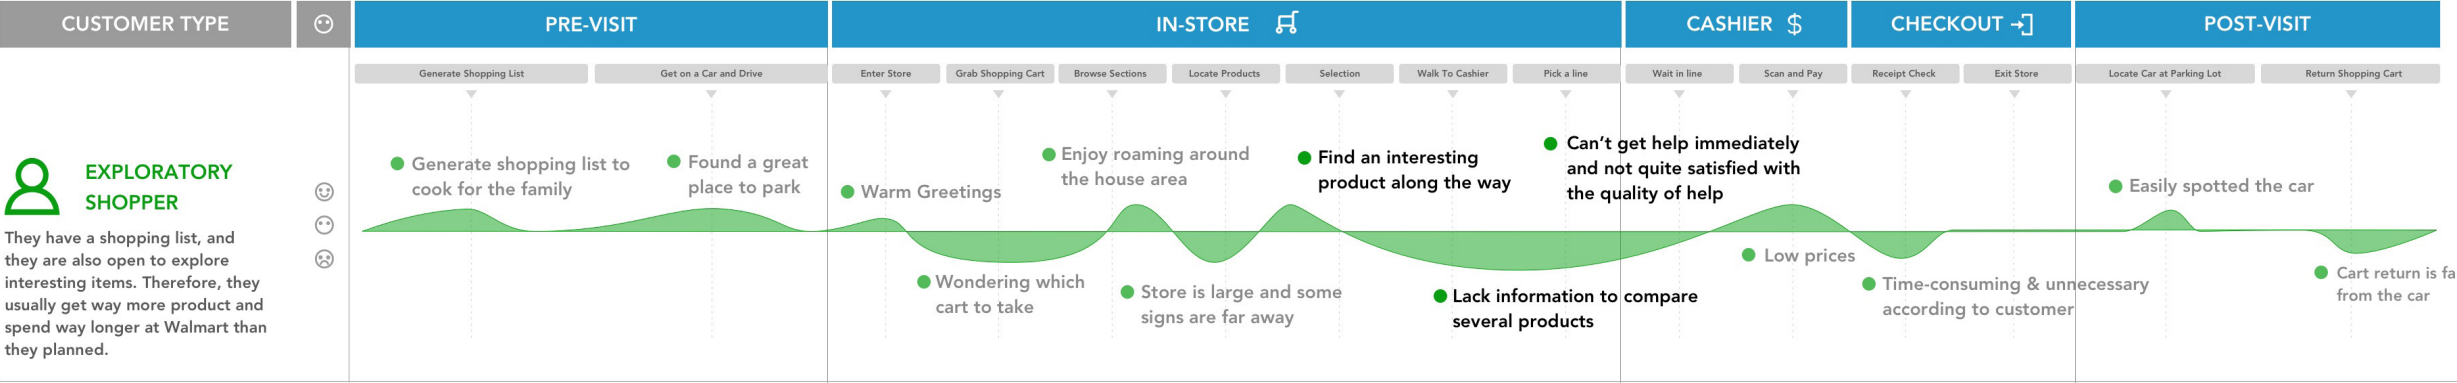 CUSTOMER TYPE
PRE-VISIT
IN-STORE
CASHIER $
CHECKOUT
POST-VISIT
Generate Shopping List
Get on a Car and Drive
Enter Store
Grab Shopping Cart
Browse Sections
Locate Products
Selection
Walk To Cashier
Pick a line
Wait in line
Scan and Pay
Receipt Check
Exit Store
Locate Car at Parking Lot
Return Shopping Cart
EXPLORATORY
SHOPPER
They have a shopping list, and
they are also open to explore
interesting items. Therefore, they
usually get way more product and
spend way longer at Walmart than
they planned.
Generate shopping list to
cook for the family
Found a great
place to park
Warm Greetings
Wondering which
cart to take
Enjoy roaming around
the house area
Store is large and some
signs are far away
Find an interesting
product along the way
Lack information to compare
several products
Can’t get help immediately
and not quite satisfied with
the quality of help
Low prices
Time-consuming & unnecessary
according to customer
Easily spotted the car
Cart return is fa
from the car